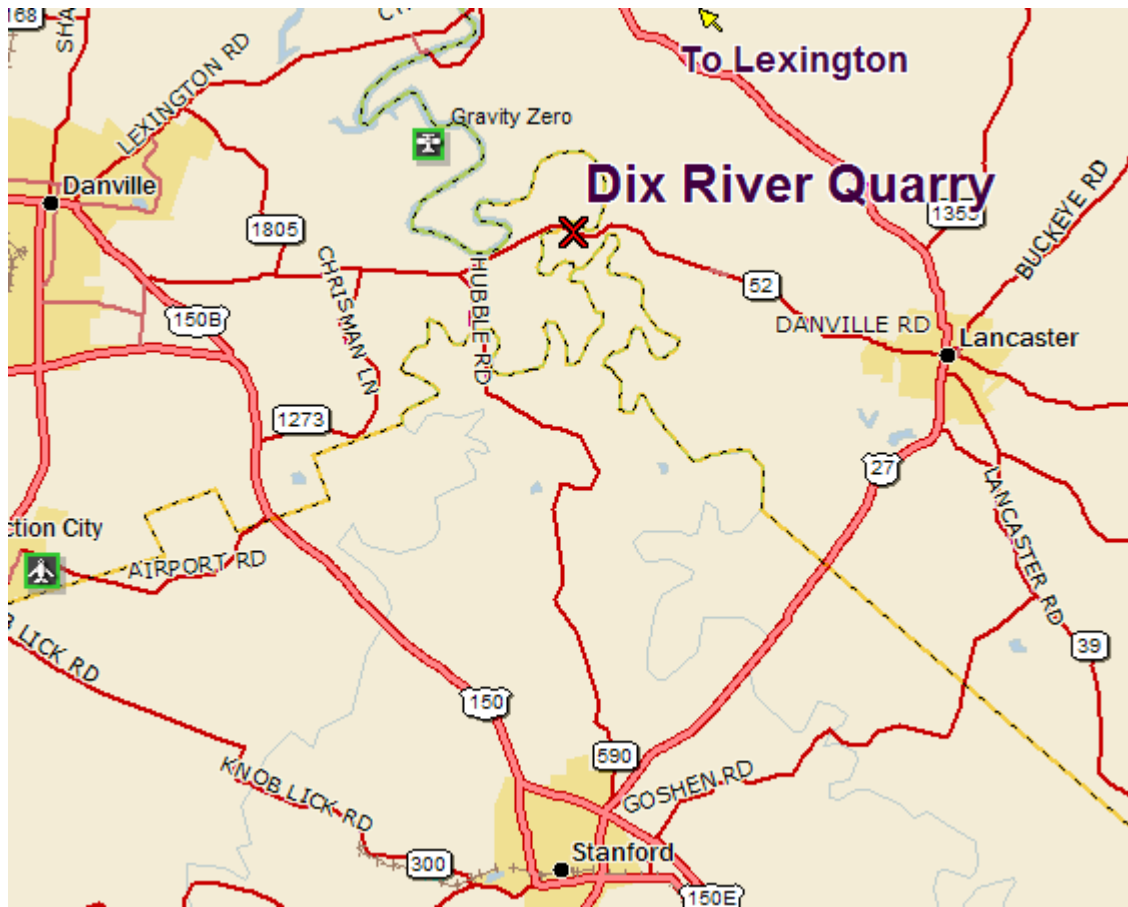 168
SHA
LEXINGTON RD
To Lexington
Gravity Zero
Danville
Dix River Quarry
1355
BUCKEYE RD
1805
CHRISMAN LN
HUBBLE RD
52
150B
DANVILLE RD
Lancaster
1273
27
ction City
AIRPORT RD
LANCASTER RD
B LICK RD
39
150
590
KNOB LICK RD
GOSHEN RD
300
Stanford
150E